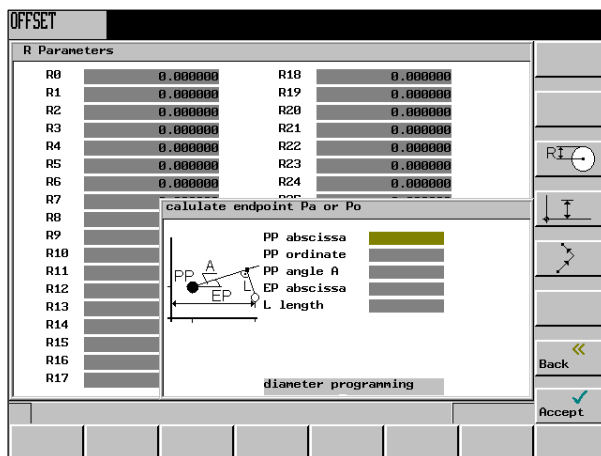 OFFSET
R Parameters
R0 0.000000 R18 0.000000
R1 0.000000 R19 0.000000
R2 0.000000 R20 0.000000
R3 0.000000 R21 0.000000
R4 0.000000 R22 0.000000
R5 0.000000 R23 0.000000
R6 0.000000 R24 0.000000
R7
R8
R9
R10
R11
R12
R13
R14
R15
R16
R17
calulate endpoint Pa or Po
PP abscissa
PP ordinate
PP angle A
EP abscissa
L length
PP A EP L
diameter programming
R
Back
Accept